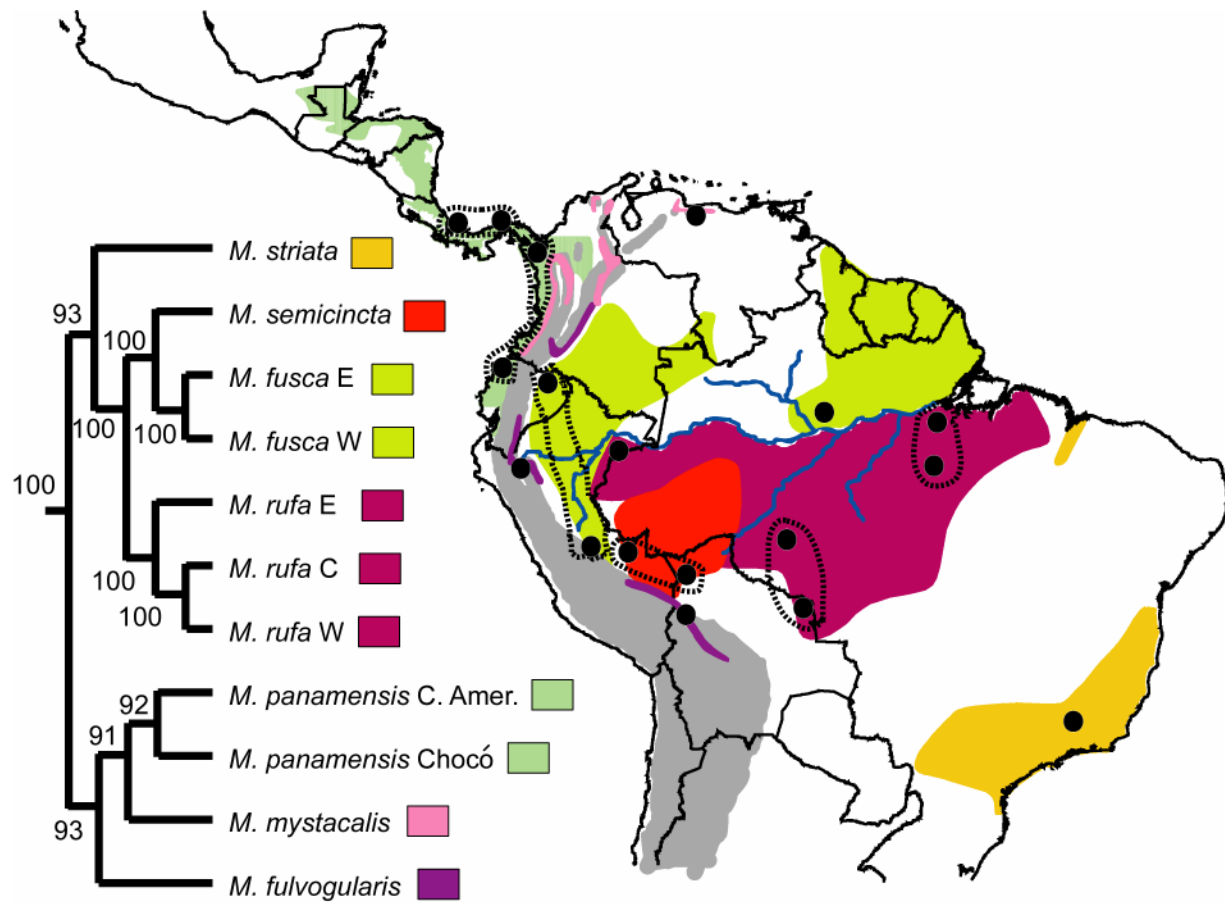 M. striata
93
M. semicincta
100
M. fusca E
100
100
M. fusca W
100
M. rufa E
M. rufa C
100
100
M. rufa W
M. panamensis C. Amer.
92
91
M. panamensis Chocó
M. mystacalis
93
M. fulvogularis